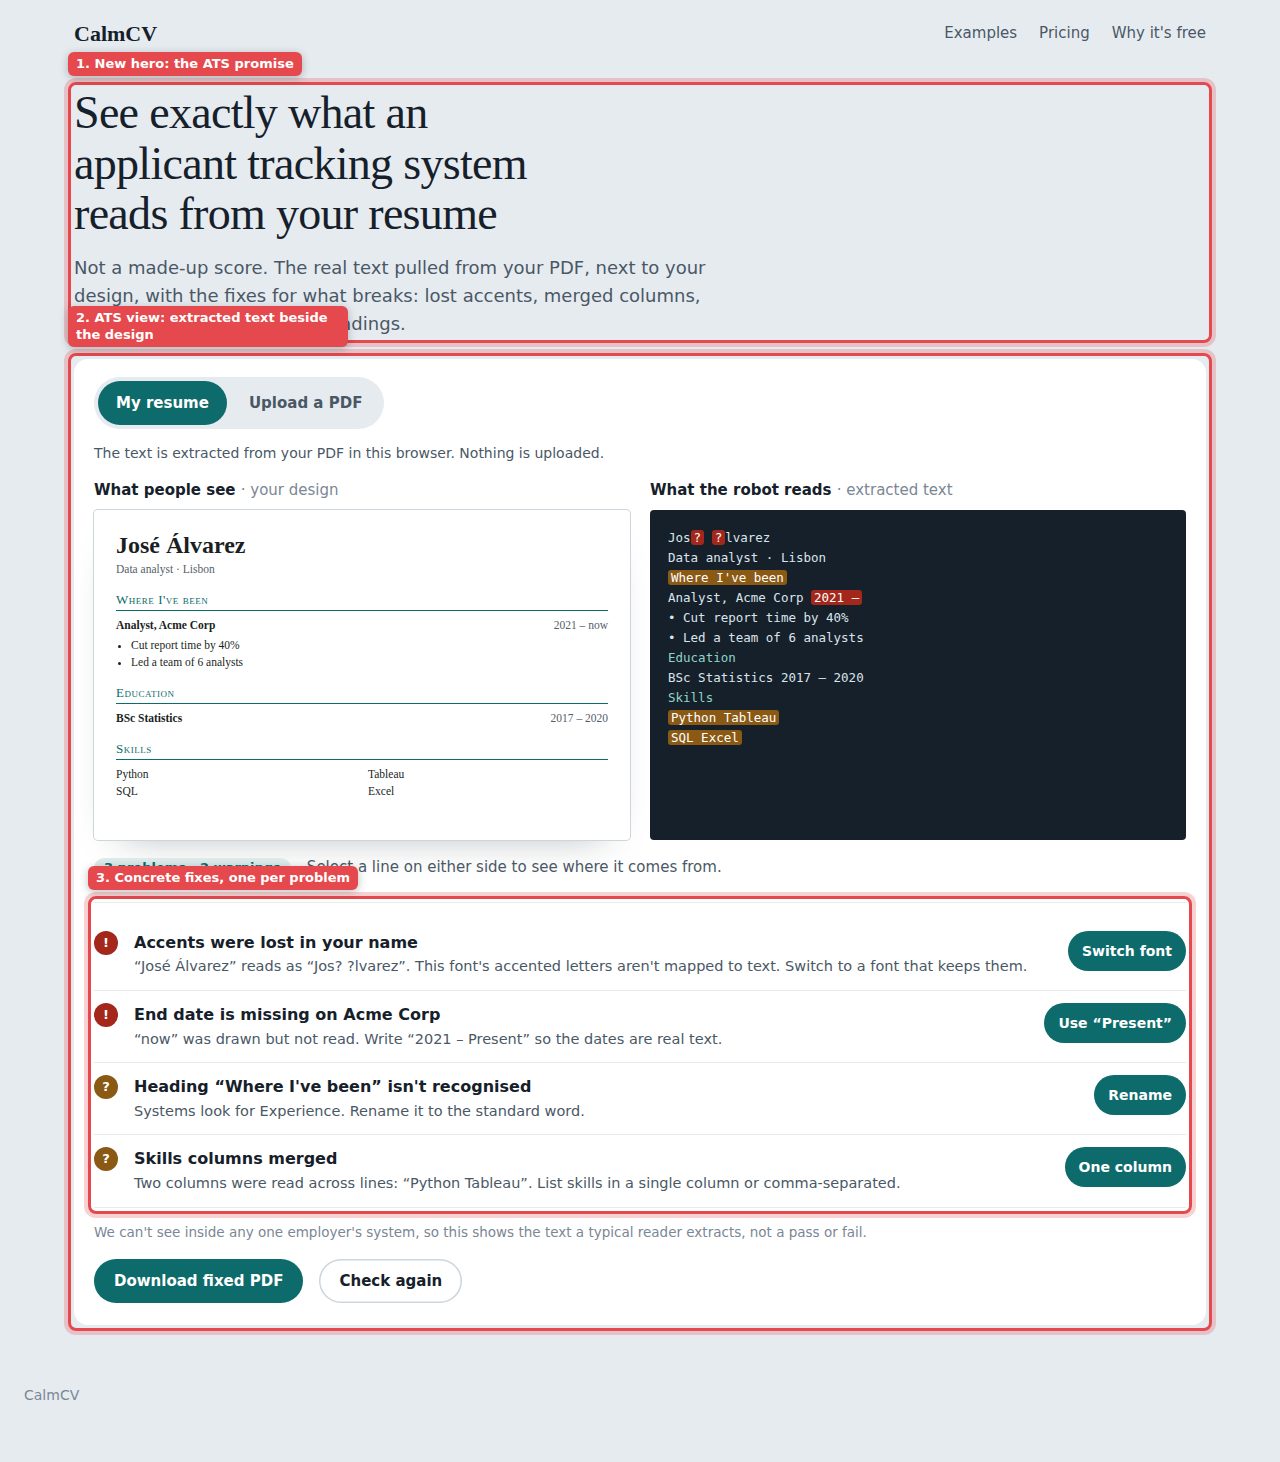 CalmCV
Examples Pricing Why it's free
1. New hero: the ATS promise
See exactly what an
applicant tracking system
reads from your resume
Not a made-up score. The real text pulled from your PDF, next to your
design, with the fixes for what breaks: lost accents, merged columns,
2. ATS view: extracted text beside
the design
My resume Upload a PDF
The text is extracted from your PDF in this browser. Nothing is uploaded.
What people see · your design
José Álvarez
Data analyst · Lisbon
Where I've been
Analyst, Acme Corp 2021 – now
• Cut report time by 40%
• Led a team of 6 analysts
Education
BSc Statistics 2017 – 2020
Skills
Python Tableau
SQL Excel
What the robot reads · extracted text
Jos? ?lvarez
Data analyst · Lisbon
Where I've been
Analyst, Acme Corp 2021 –
• Cut report time by 40%
• Led a team of 6 analysts
Education
BSc Statistics 2017 – 2020
Skills
Python Tableau
SQL Excel
Select a line on either side to see where it comes from.
3. Concrete fixes, one per problem
! Accents were lost in your name
“José Álvarez” reads as “Jos? ?lvarez”. This font's accented letters aren't mapped to text. Switch to a font that keeps them.
Switch font
! End date is missing on Acme Corp
“now” was drawn but not read. Write “2021 – Present” so the dates are real text.
Use “Present”
? Heading “Where I've been” isn't recognised
Systems look for Experience. Rename it to the standard word.
Rename
? Skills columns merged
Two columns were read across lines: “Python Tableau”. List skills in a single column or comma-separated.
One column
We can't see inside any one employer's system, so this shows the text a typical reader extracts, not a pass or fail.
Download fixed PDF Check again
CalmCV